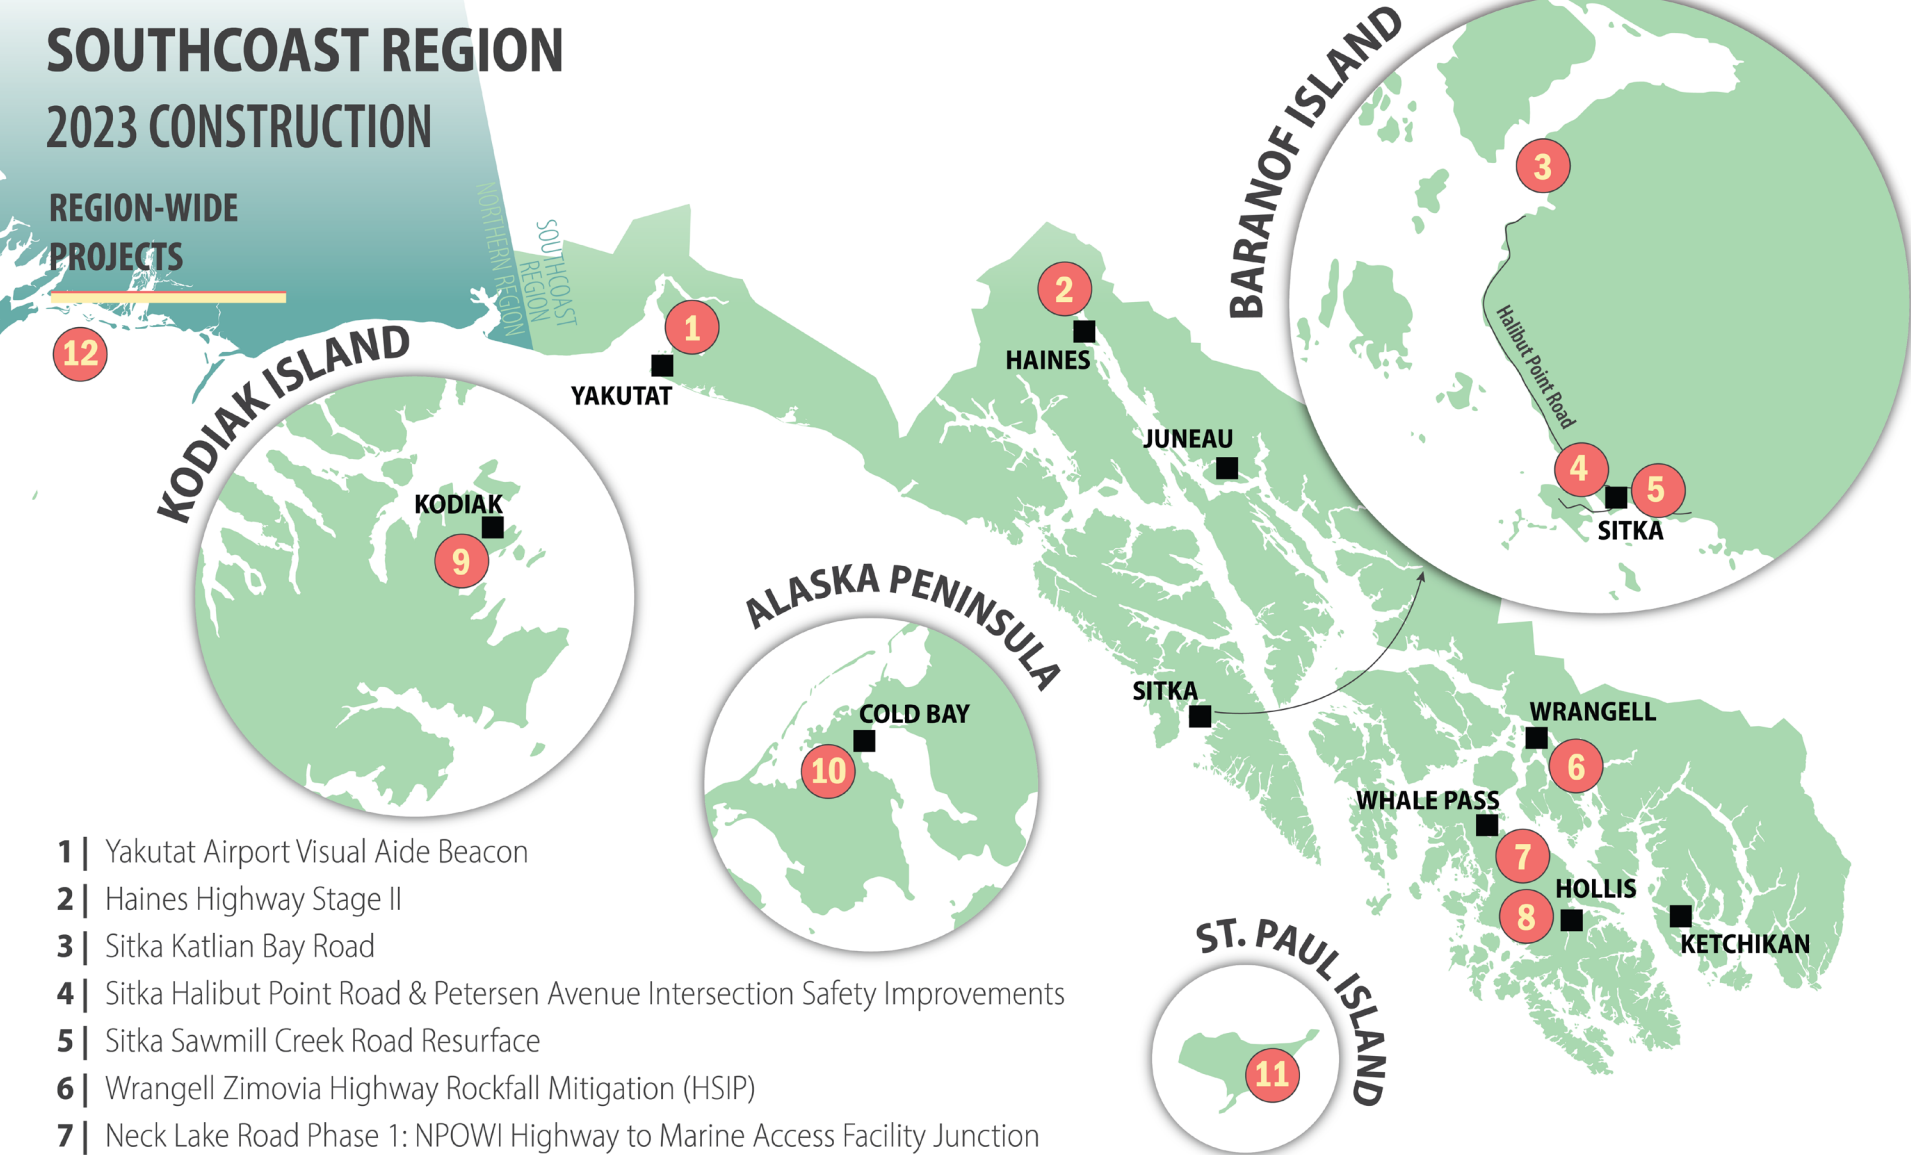 SOUTHCOAST REGION
2023 CONSTRUCTION
REGION-WIDE
PROJECTS
12
NORTHERN REGION
SOUTHCOAST
REGION
1
YAKUTAT
2
HAINES
JUNEAU
SITKA
BARANOF ISLAND
3
Halibut Point Road
4
5
SITKA
KODIAK ISLAND
KODIAK
9
ALASKA PENINSULA
COLD BAY
10
WRANGELL
6
WHALE PASS
7
HOLLIS
8
KETCHIKAN
ST. PAUL ISLAND
11
1 | Yakutat Airport Visual Aide Beacon
2 | Haines Highway Stage II
3 | Sitka Katlian Bay Road
4 | Sitka Halibut Point Road & Petersen Avenue Intersection Safety Improvements
5 | Sitka Sawmill Creek Road Resurface
6 | Wrangell Zimovia Highway Rockfall Mitigation (HSIP)
7 | Neck Lake Road Phase 1: NPOWI Highway to Marine Access Facility Junction